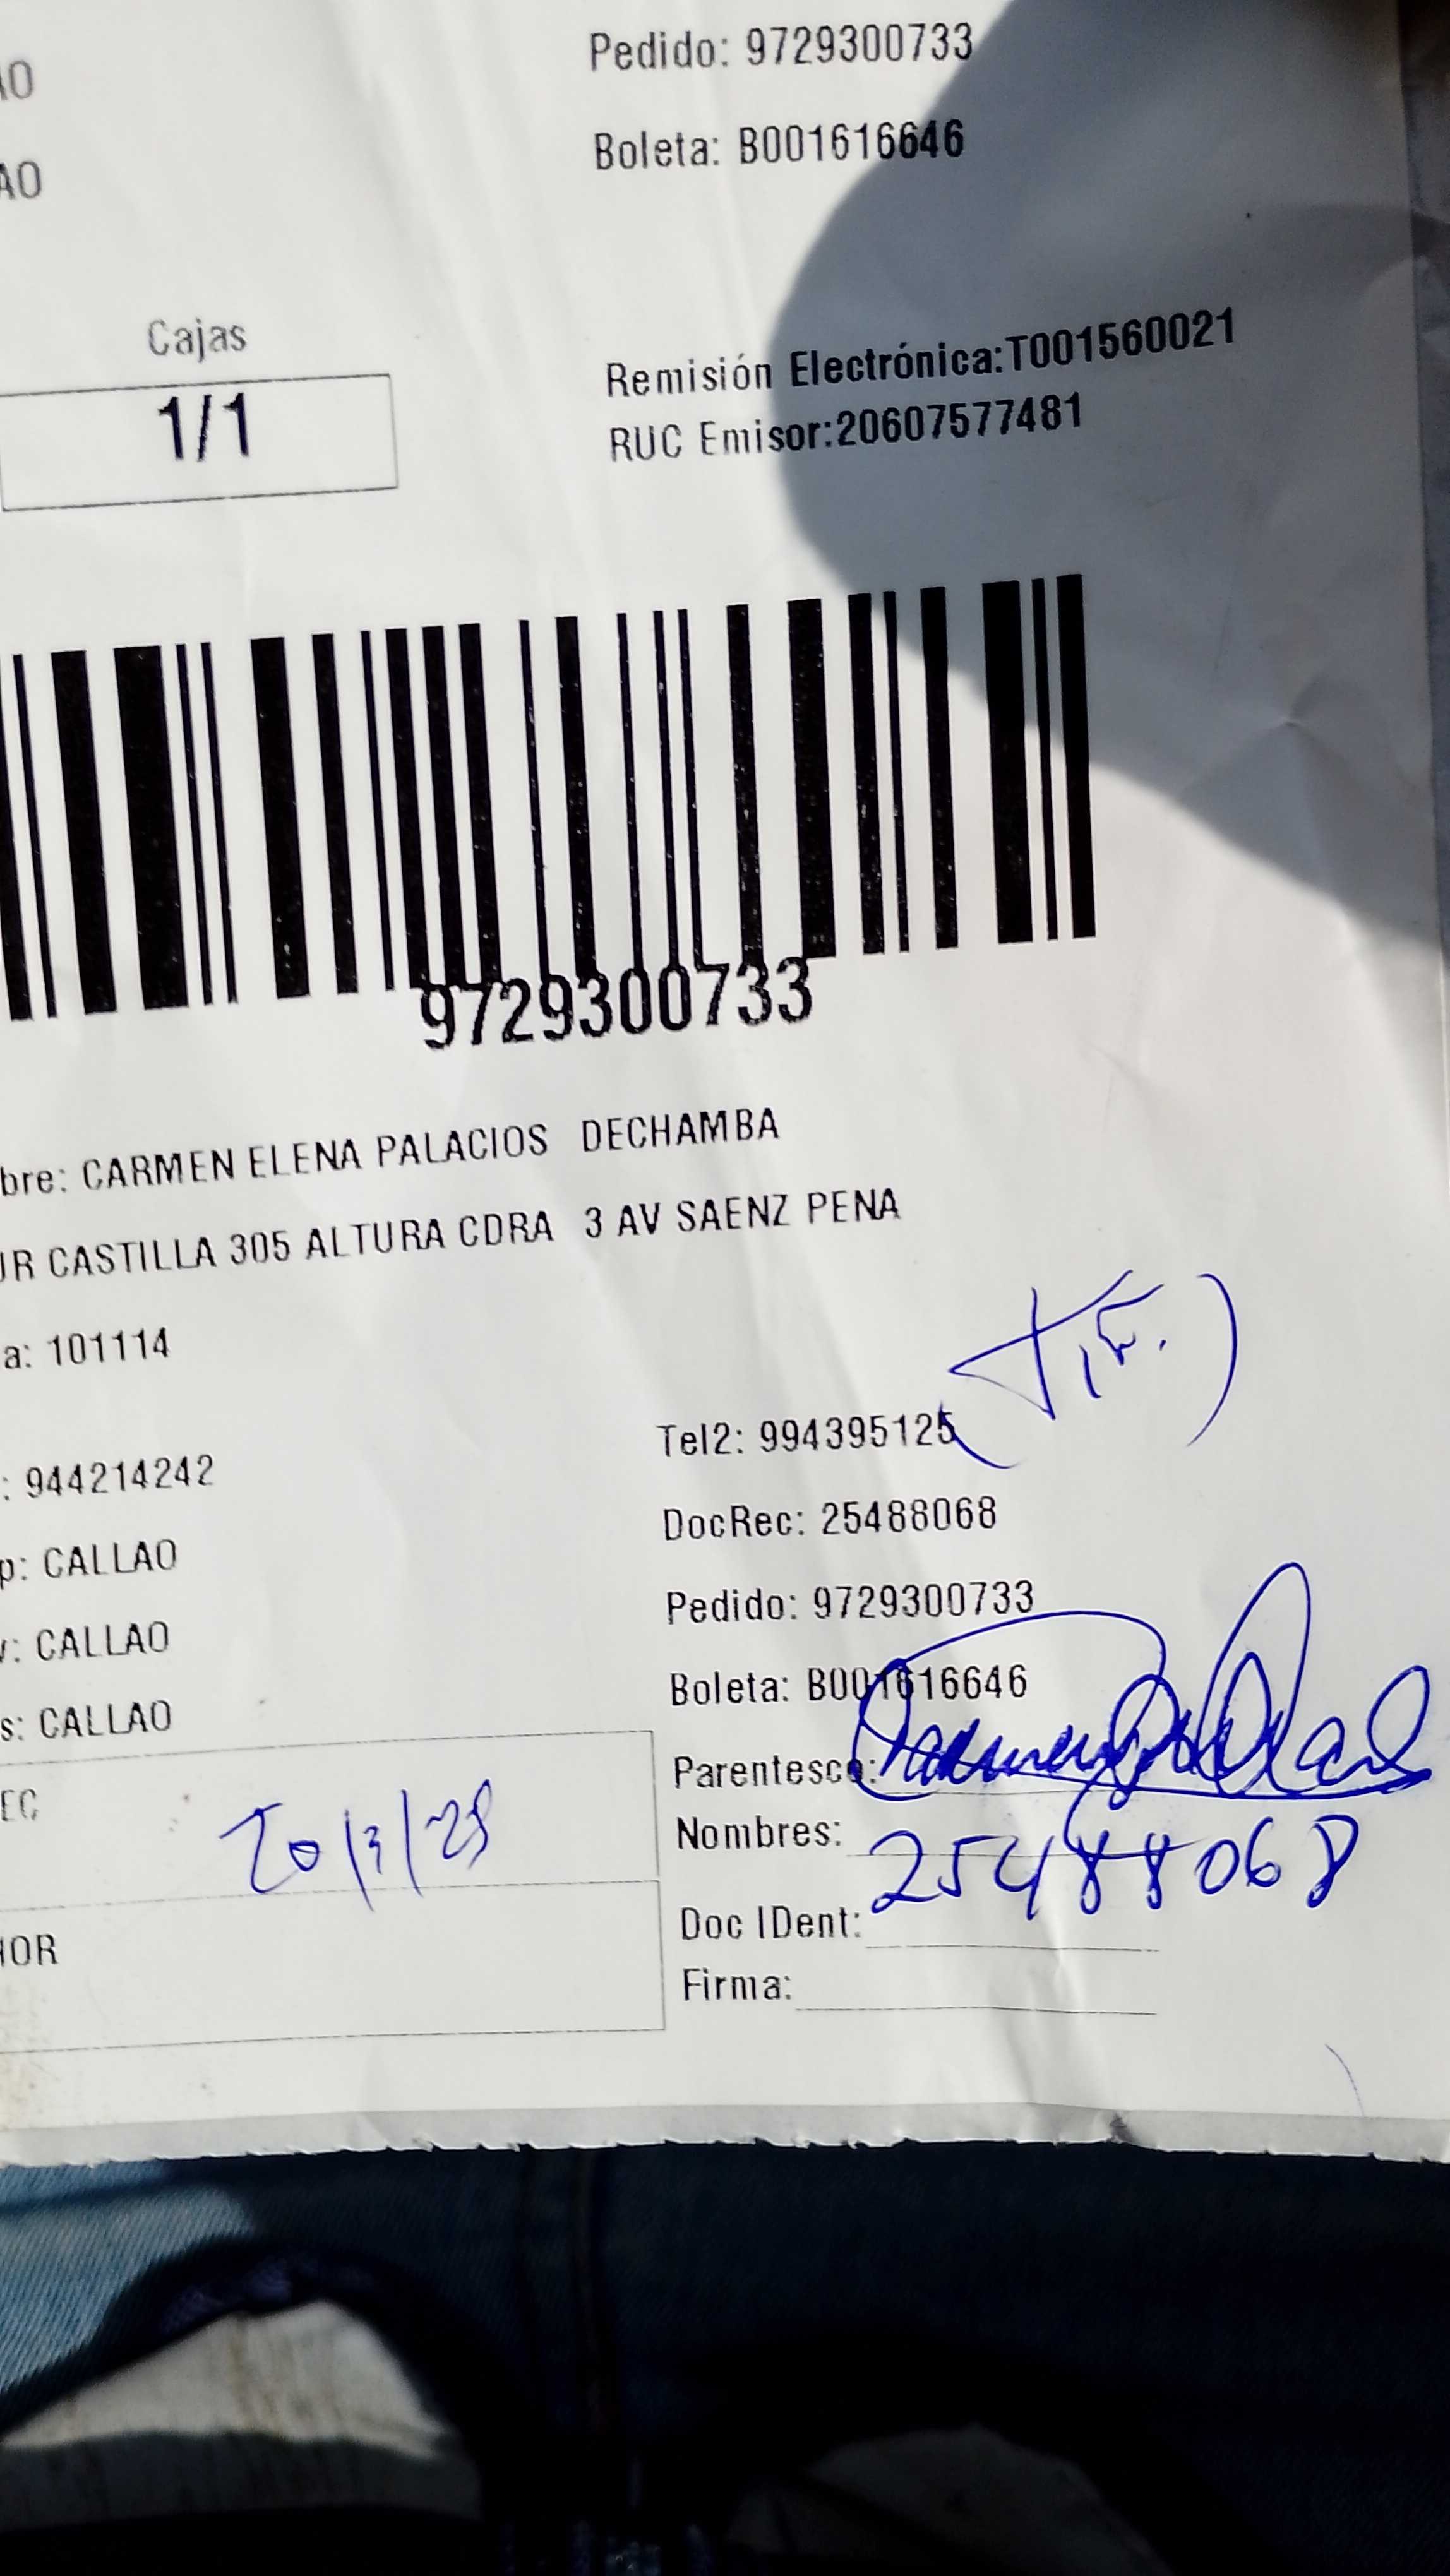 AO
Pedido: 9729300733
AO
Boleta: B001616646
Cajas
1/1
Remisión Electrónica:T001560021
RUC Emisor:20607577481
9729300733
bre: CARMEN ELENA PALACIOS DECHAMBA
JR CASTILLA 305 ALTURA CDRA 3 AV SAENZ PENA
a: 101114
Tel2: 994395125
: 944214242
DocRec: 25488068
p: CALLAO
Pedido: 9729300733
v: CALLAO
Boleta: B001616646
s: CALLAO
Parentesco:
EC
20/3/25
Nombres:
25488068
Doc IDent:
HOR
Firma: